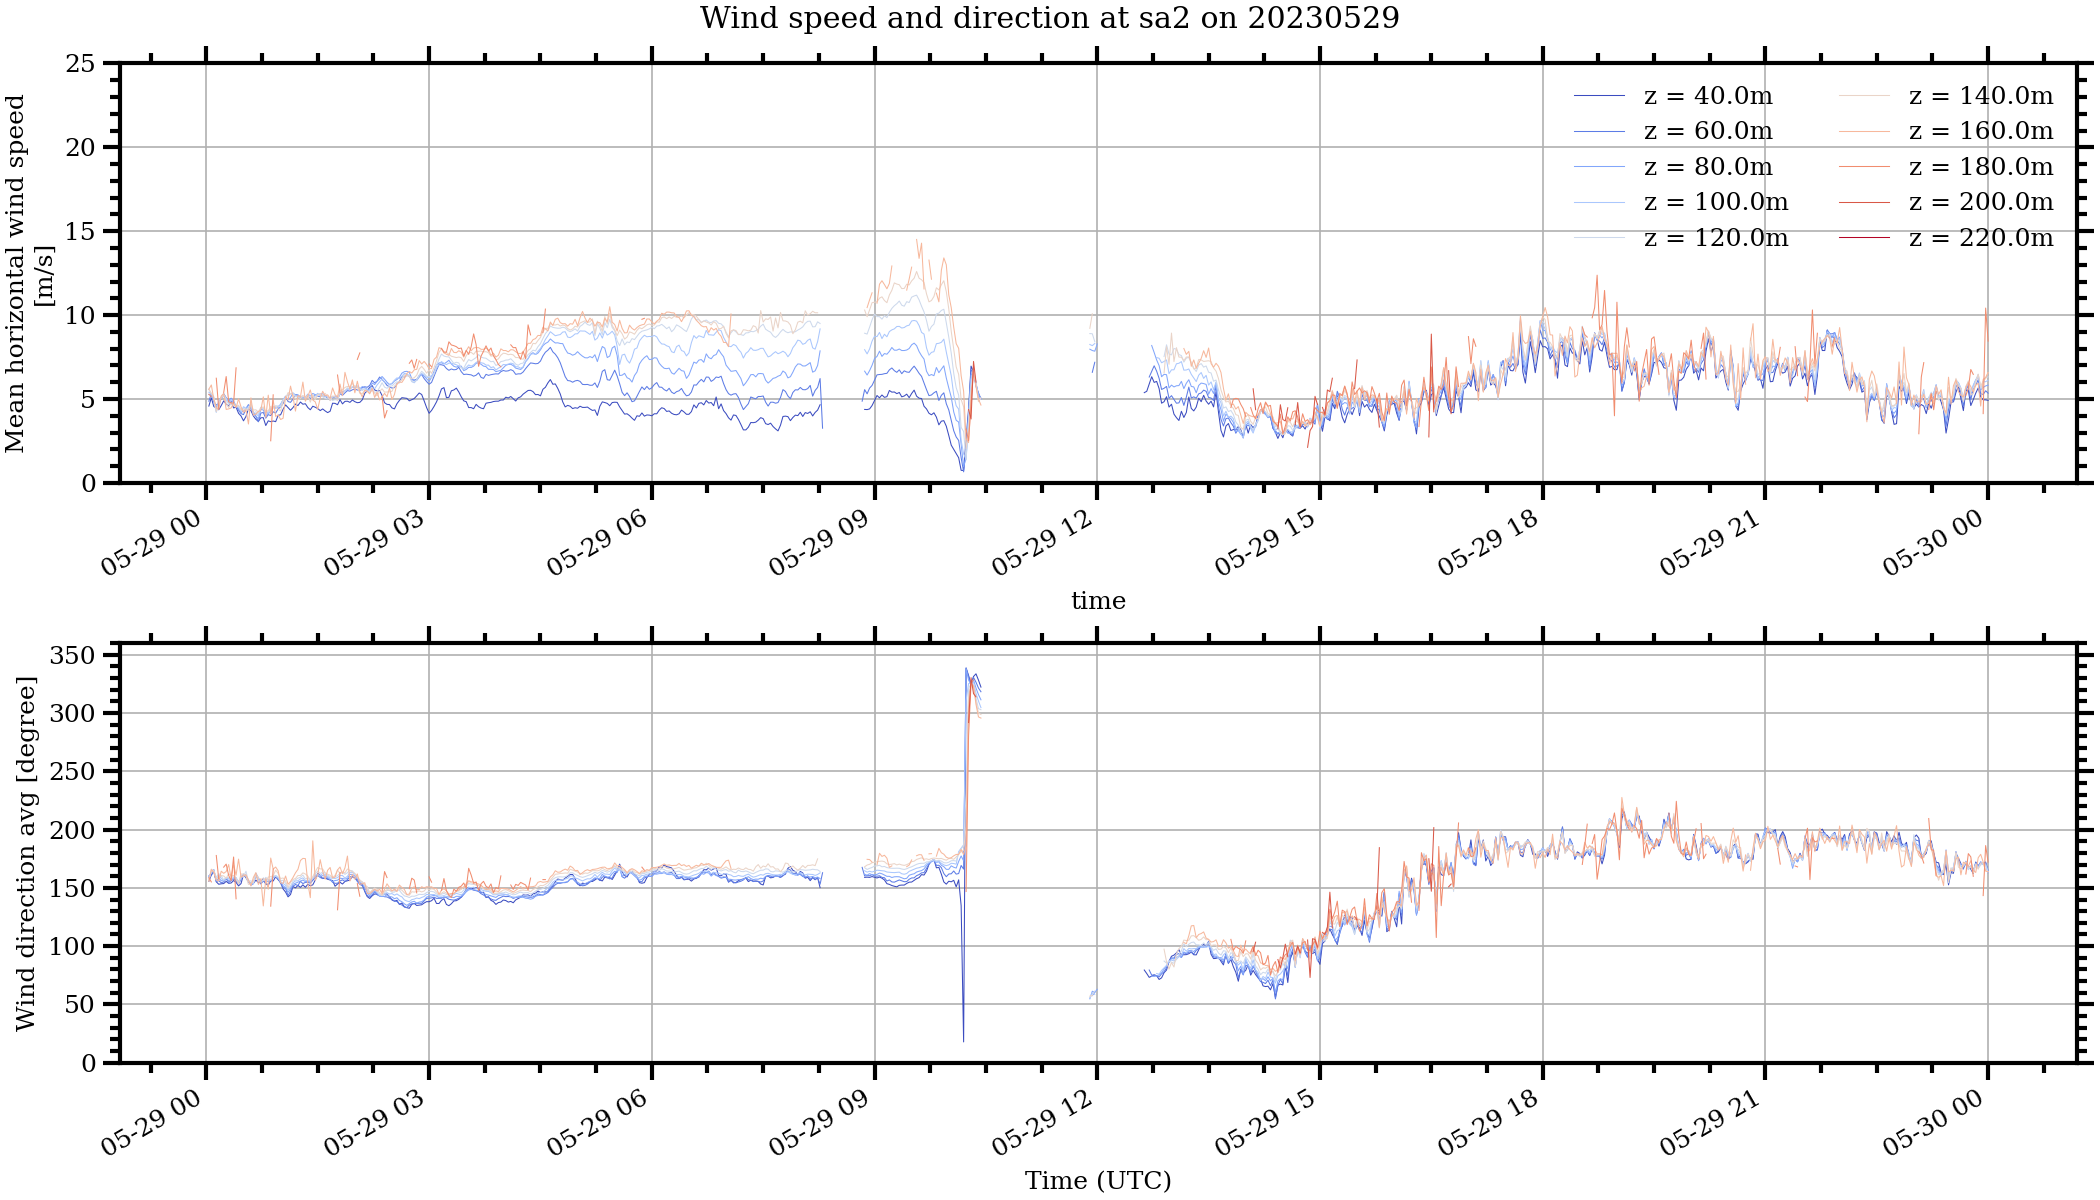 Wind speed and direction at sa2 on 20230529
Mean horizontal wind speed
[m/s]
25
20
15
10
5
0
z = 40.0m
z = 60.0m
z = 80.0m
z = 100.0m
z = 120.0m
z = 140.0m
z = 160.0m
z = 180.0m
z = 200.0m
z = 220.0m
05-29 00
05-29 03
05-29 06
05-29 09
05-29 12
05-29 15
05-29 18
05-29 21
05-30 00
time
Wind direction avg [degree]
350
300
250
200
150
100
50
0
05-29 00
05-29 03
05-29 06
05-29 09
05-29 12
05-29 15
05-29 18
05-29 21
05-30 00
Time (UTC)